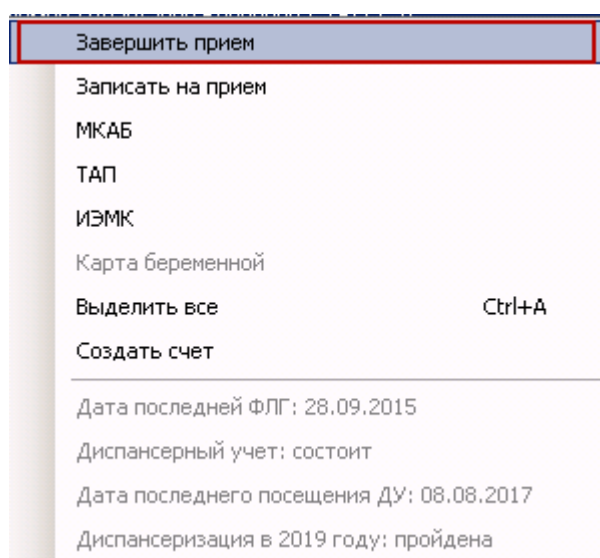 Завершить прием
Записать на прием
МКАБ
ТАП
ИЭМК
Карта беременной
Выделить все Ctrl+A
Создать счет
Дата последней ФЛГ: 28.09.2015
Диспансерный учет: состоит
Дата последнего посещения ДУ: 08.08.2017
Диспансеризация в 2019 году: пройдена